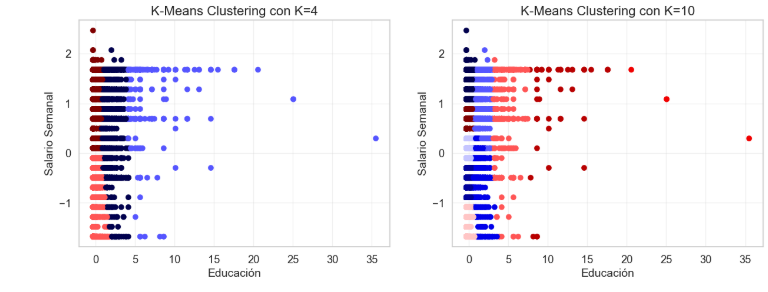 K-Means Clustering con K=4
2
1
0
−1
Salario Semanal
0 5 10 15 20 25 30 35
Educación
K-Means Clustering con K=10
2
1
0
−1
Salario Semanal
0 5 10 15 20 25 30 35
Educación